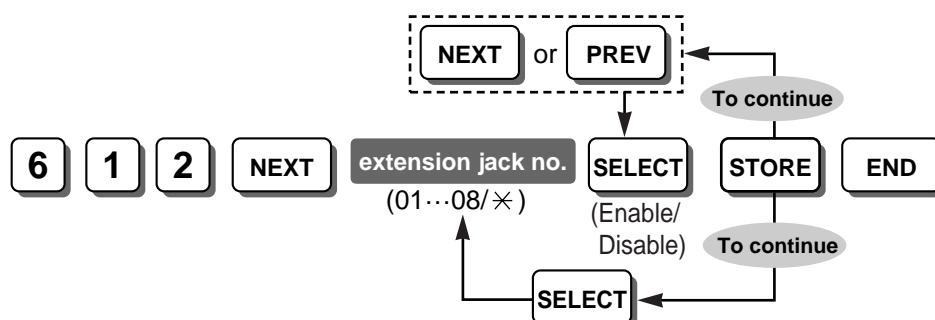 NEXT or PREV
To continue
6 1 2 NEXT extension jack no. SELECT STORE END
(01···08/✳)
(Enable/
Disable)
To continue
SELECT